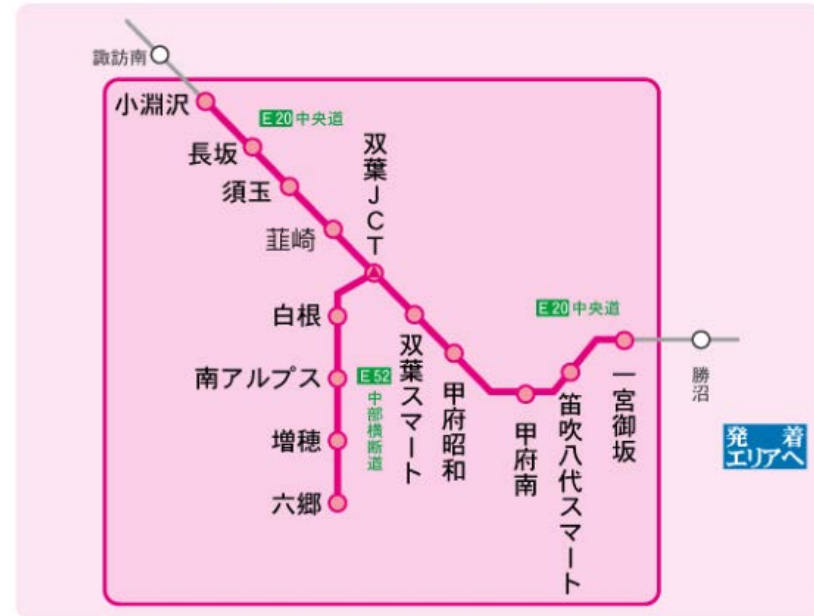 諏訪南
小淵沢
E20 中央道
長坂
双葉JCT
須玉
韮崎
白根
E20 中央道
双葉スマート
南アルプス
E52
中部横断道
甲府昭和
一宮御坂
勝沼
笛吹八代スマート
甲府南
増穂
六郷
発着
エリアへ